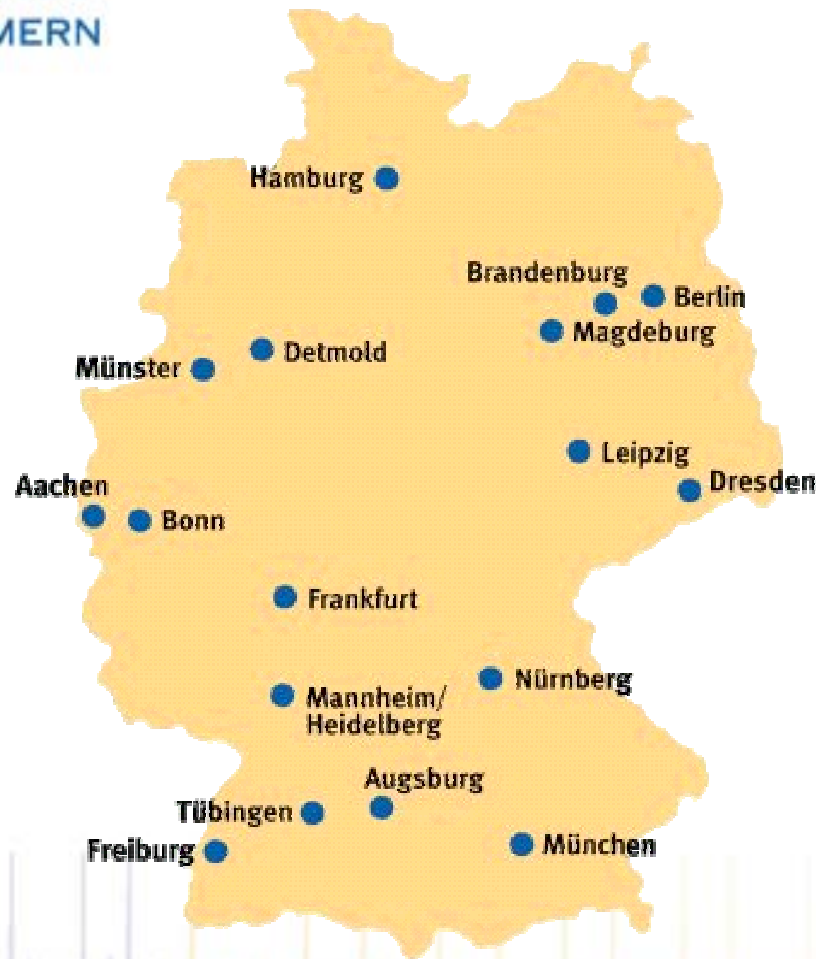 MERN
Hamburg
Brandenburg
Berlin
Magdeburg
Detmold
Münster
Leipzig
Dresden
Aachen
Bonn
Frankfurt
Nürnberg
Mannheim/
Heidelberg
Augsburg
Tübingen
München
Freiburg